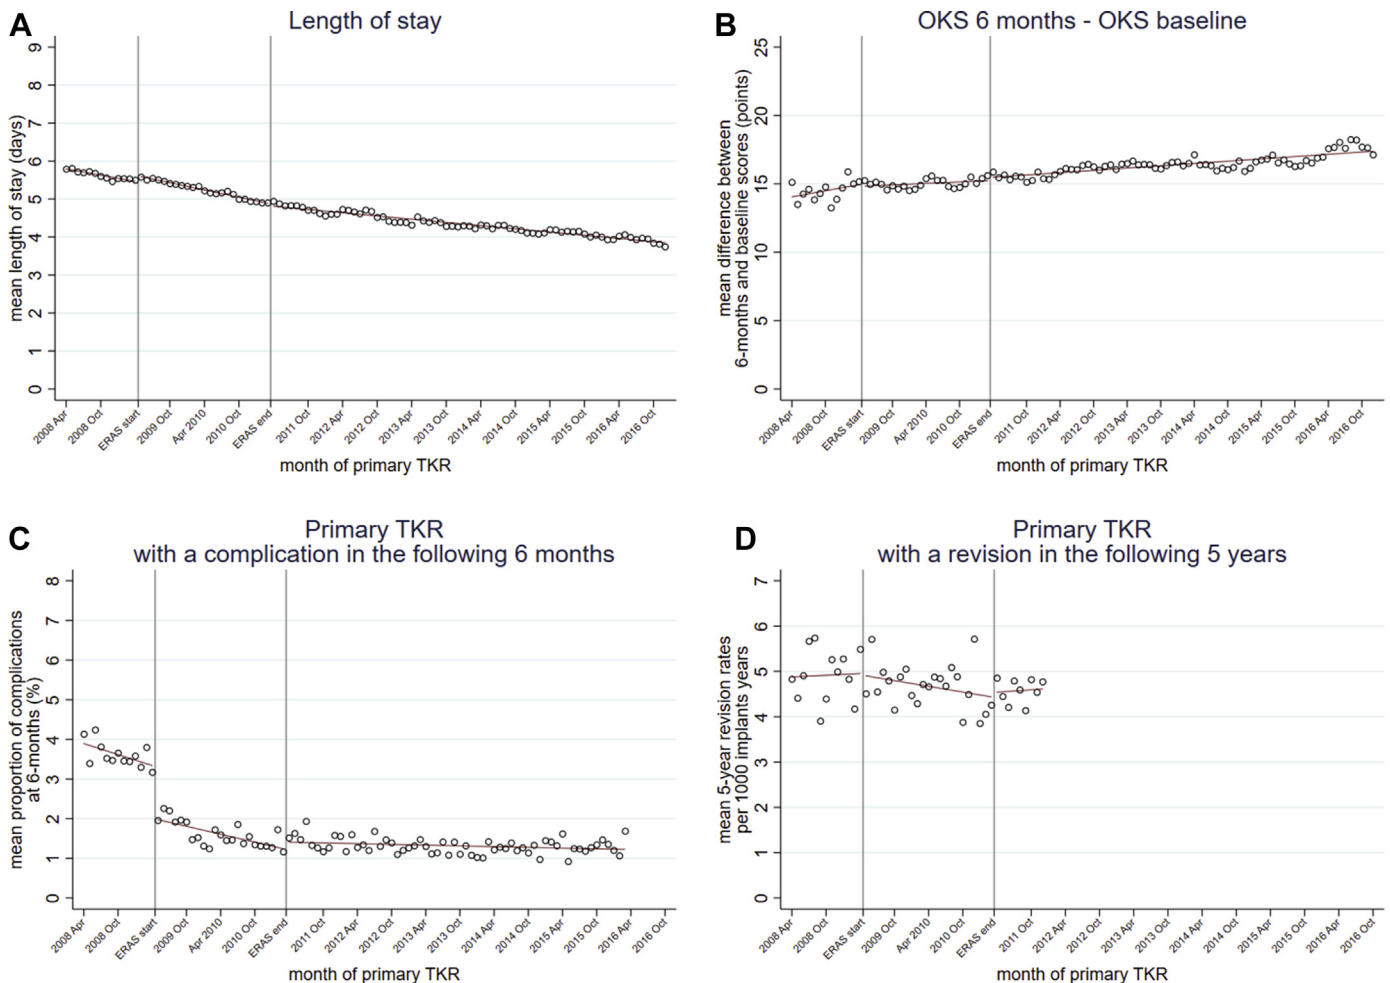 A
Length of stay
mean length of stay (days)
9
8
7
6
5
4
3
2
1
0
2008 Apr
2008 Oct
ERAS start
2009 Oct
Apr 2010
2010 Oct
ERAS end
2011 Oct
2012 Apr
2012 Oct
2013 Apr
2013 Oct
2014 Apr
2014 Oct
2015 Apr
2015 Oct
2016 Apr
2016 Oct
month of primary TKR
B
OKS 6 months - OKS baseline
mean difference between
6-months and baseline scores (points)
25
20
15
10
5
0
2008 Apr
2008 Oct
ERAS start
2009 Oct
Apr 2010
2010 Oct
ERAS end
2011 Oct
2012 Apr
2012 Oct
2013 Apr
2013 Oct
2014 Apr
2014 Oct
2015 Apr
2015 Oct
2016 Apr
2016 Oct
month of primary TKR
C
Primary TKR
with a complication in the following 6 months
mean proportion of complications
at 6-months (%)
8
7
6
5
4
3
2
1
0
2008 Apr
2008 Oct
ERAS start
2009 Oct
Apr 2010
2010 Oct
ERAS end
2011 Oct
2012 Apr
2012 Oct
2013 Apr
2013 Oct
2014 Apr
2014 Oct
2015 Apr
2015 Oct
2016 Apr
2016 Oct
month of primary TKR
D
Primary TKR
with a revision in the following 5 years
mean 5-year revision rates
per 1000 implants years
7
6
5
4
3
2
1
0
2008 Apr
2008 Oct
ERAS start
2009 Oct
Apr 2010
2010 Oct
ERAS end
2011 Oct
2012 Apr
2012 Oct
2013 Apr
2013 Oct
2014 Apr
2014 Oct
2015 Apr
2015 Oct
2016 Apr
2016 Oct
month of primary TKR